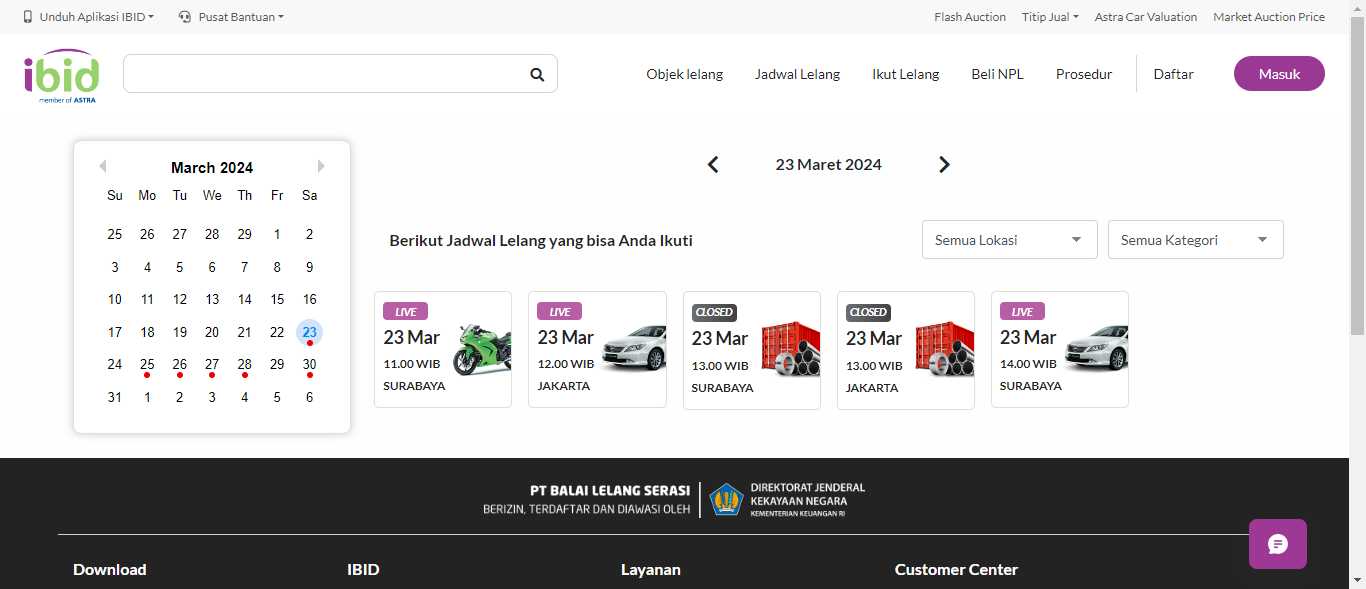 Unduh Aplikasi IBID
Pusat Bantuan
Flash Auction
Titip Jual
Astra Car Valuation
Market Auction Price
ibid
member of ASTRA
Objek lelang
Jadwal Lelang
Ikut Lelang
Beli NPL
Prosedur
Daftar
Masuk
March 2024
Su Mo Tu We Th Fr Sa
25 26 27 28 29 1 2
3 4 5 6 7 8 9
10 11 12 13 14 15 16
17 18 19 20 21 22 23
24 25 26 27 28 29 30
31 1 2 3 4 5 6
23 Maret 2024
Berikut Jadwal Lelang yang bisa Anda Ikuti
Semua Lokasi
Semua Kategori
LIVE
23 Mar
11.00 WIB
SURABAYA
LIVE
23 Mar
12.00 WIB
JAKARTA
CLOSED
23 Mar
13.00 WIB
SURABAYA
CLOSED
23 Mar
13.00 WIB
JAKARTA
LIVE
23 Mar
14.00 WIB
SURABAYA
PT BALAI LELANG SERASI
BERIZIN, TERDAFTAR DAN DIAWASI OLEH
DIREKTORAT JENDERAL
KEKAYAAN NEGARA
KEMENTERIAN KEUANGAN RI
Download
IBID
Layanan
Customer Center